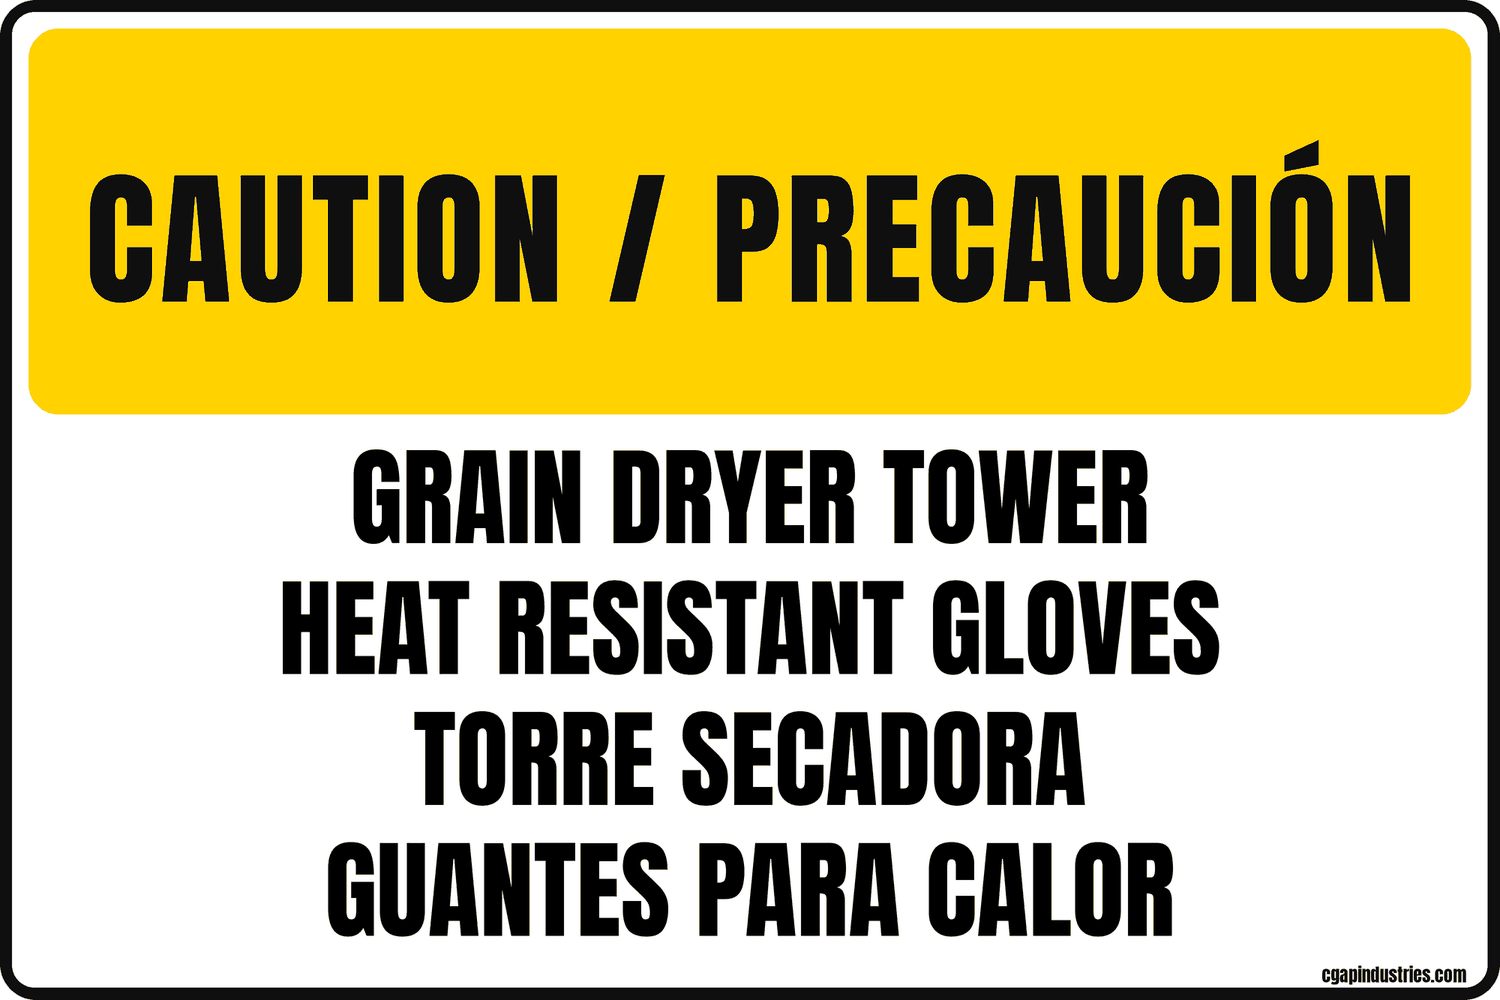 CAUTION / PRECAUCIÓN
GRAIN DRYER TOWER
HEAT RESISTANT GLOVES
TORRE SECADORA
GUANTES PARA CALOR
cgapindustries.com